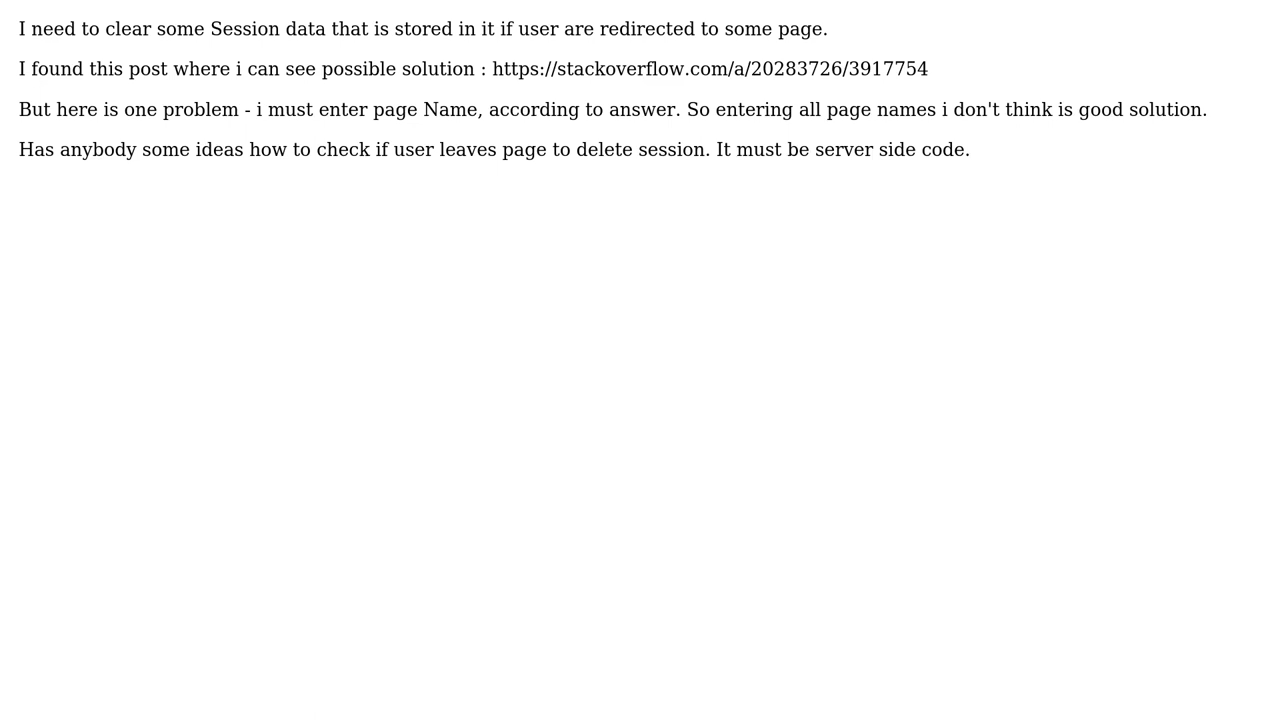 I need to clear some Session data that is stored in it if user are redirected to some page.
I found this post where i can see possible solution : https://stackoverflow.com/a/20283726/3917754
But here is one problem - i must enter page Name, according to answer. So entering all page names i don't think is good solution.
Has anybody some ideas how to check if user leaves page to delete session. It must be server side code.